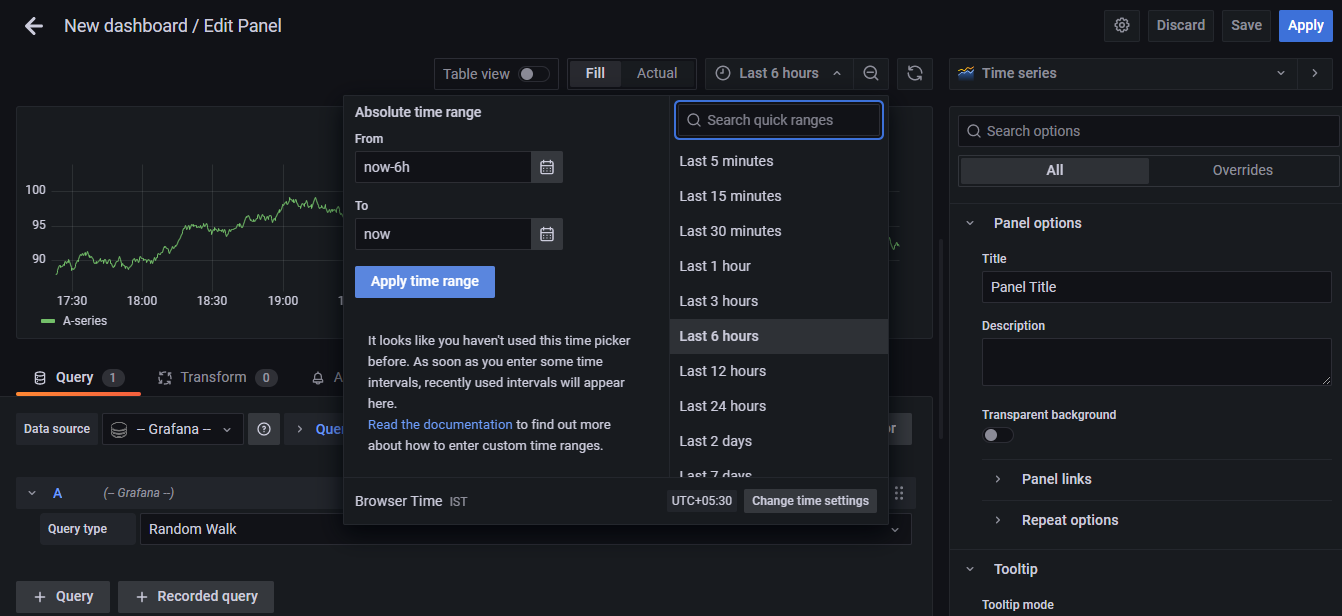 New dashboard / Edit Panel
Discard
Save
Apply
Table view
Fill
Actual
Last 6 hours
Time series
Absolute time range
From
now-6h
To
now
Apply time range
It looks like you haven't used this time picker
before. As soon as you enter some time
intervals, recently used intervals will appear
here.
Read the documentation to find out more
about how to enter custom time ranges.
Search quick ranges
Last 5 minutes
Last 15 minutes
Last 30 minutes
Last 1 hour
Last 3 hours
Last 6 hours
Last 12 hours
Last 24 hours
Last 2 days
Last 7 days
Browser Time IST
UTC+05:30
Change time settings
100
95
90
17:30
18:00
18:30
19:00
A-series
Query 1
Transform 0
Data source
-- Grafana --
A
(-- Grafana --)
Query type
Random Walk
+ Query
+ Recorded query
Search options
All
Overrides
Panel options
Title
Panel Title
Description
Transparent background
Panel links
Repeat options
Tooltip
Tooltip mode